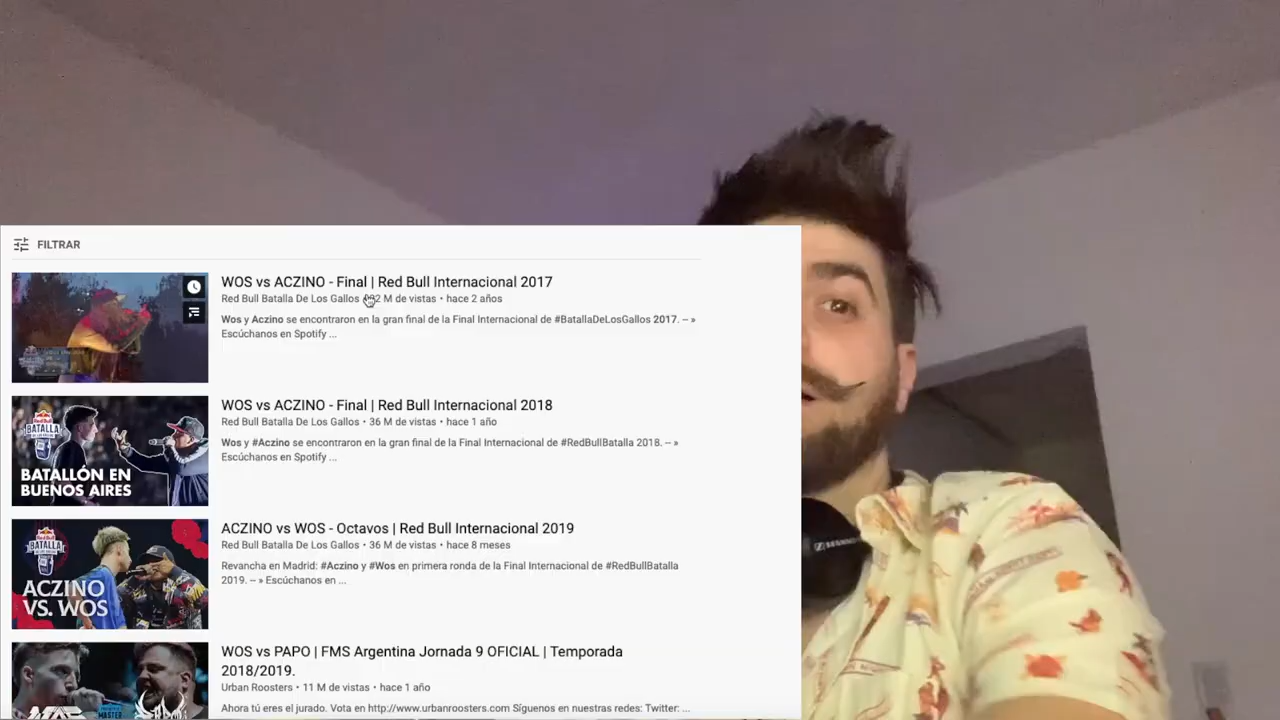 FILTRAR
WOS vs ACZINO - Final | Red Bull Internacional 2017
Red Bull Batalla De Los Gallos 2 M de vistas • hace 2 años
Wos y Aczino se encontraron en la gran final de la Final Internacional de #BatallaDeLosGallos 2017. -- »
Escúchanos en Spotify ...
WOS vs ACZINO - Final | Red Bull Internacional 2018
Red Bull Batalla De Los Gallos • 36 M de vistas • hace 1 año
Wos y #Aczino se encontraron en la gran final de la Final Internacional de #RedBullBatalla 2018. -- »
Escúchanos en Spotify ...
Red Bull
BATALLA
BATALLÓN EN
BUENOS AIRES
ACZINO vs WOS - Octavos | Red Bull Internacional 2019
Red Bull Batalla De Los Gallos • 36 M de vistas • hace 8 meses
Revancha en Madrid: #Aczino y #Wos en primera ronda de la Final Internacional de #RedBullBatalla
2019. -- » Escúchanos en ...
Red Bull
BATALLA
ACZINO
VS. WOS
WOS vs PAPO | FMS Argentina Jornada 9 OFICIAL | Temporada
2018/2019.
Urban Roosters • 11 M de vistas • hace 1 año
Ahora tú eres el jurado. Vota en http://www.urbanroosters.com Síguenos en nuestras redes: Twitter: ...